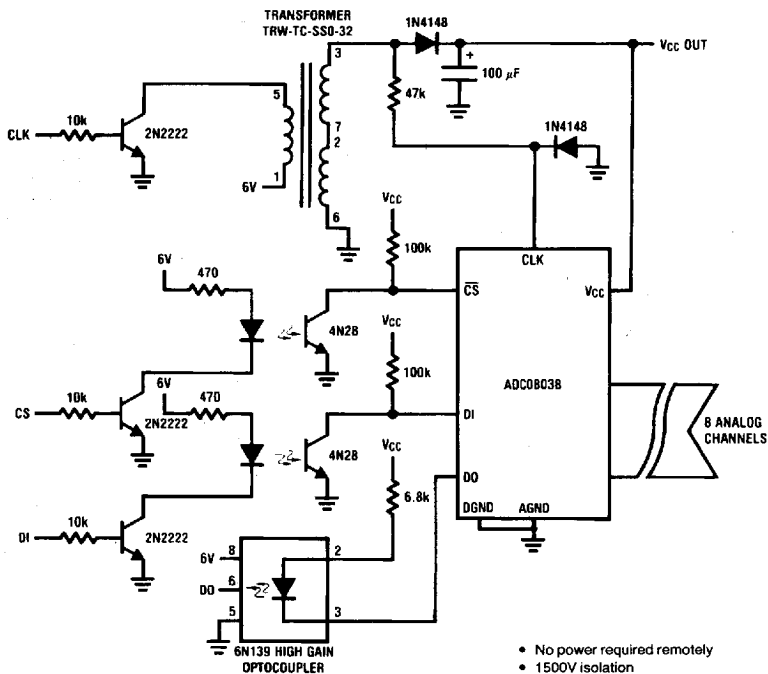 TRANSFORMER
TRW-TC-SS0-32
3
1N4148
VCC OUT
+
100 µF
5
47k
10k
7
2
1N4148
CLK
2N2222
1
6V
VCC
6
100k
CLK
6V
470
CS
VCC
VCC
4N28
100k
ADC08038
10k
6V
470
CS
2N2222
DI
8 ANALOG
CHANNELS
4N28
VCC
DO
10k
6.8k
DGND AGND
DI
2N2222
6V
8
2
DO
6
5
3
6N139 HIGH GAIN
OPTOCOUPLER
• No power required remotely
• 1500V isolation